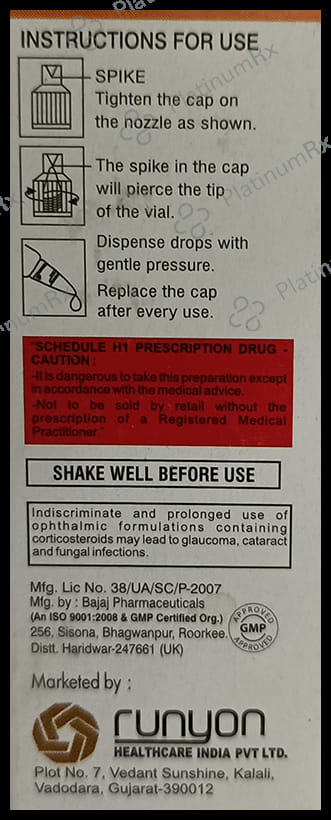 INSTRUCTIONS FOR USE
SPIKE
Tighten the cap on
the nozzle as shown.
The spike in the cap
will pierce the tip
of the vial.
Dispense drops with
gentle pressure.
Replace the cap
after every use.
"SCHEDULE H1 PRESCRIPTION DRUG -
CAUTION:
-It is dangerous to take this preparation except
in accordance with the medical advice.
-Not to be sold by retail without the
prescription of a Registered Medical
Practitioner."
SHAKE WELL BEFORE USE
Indiscriminate and prolonged use of
ophthalmic formulations containing
corticosteroids may lead to glaucoma, cataract
and fungal infections.
Mfg. Lic No. 38/UA/SC/P-2007
Mfg. by : Bajaj Pharmaceuticals
(An ISO 9001:2008 & GMP Certified Org.)
256, Sisona, Bhagwanpur, Roorkee.
Distt. Haridwar-247661 (UK)
APPROVED
GMP
APPROVED
Marketed by :
runyon
HEALTHCARE INDIA PVT LTD.
Plot No. 7, Vedant Sunshine, Kalali,
Vadodara, Gujarat-390012
PlatinumRx
PlatinumRx